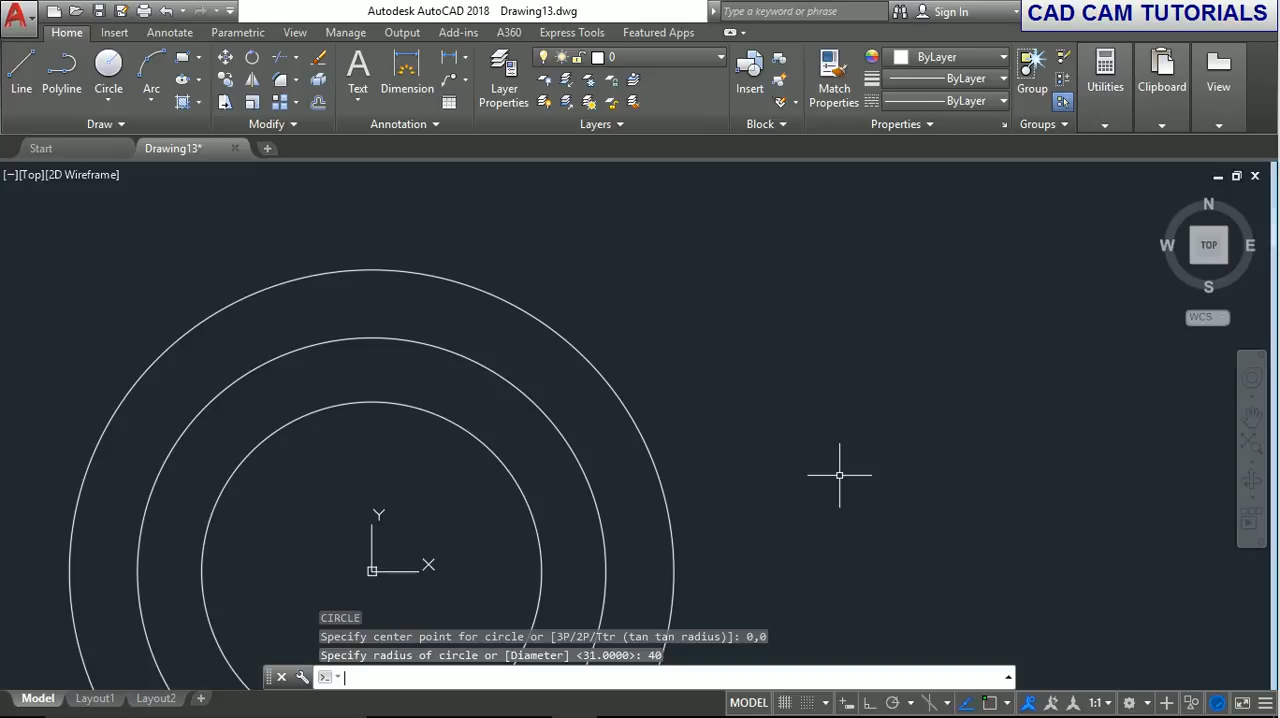 Autodesk AutoCAD 2018 Drawing13.dwg
Type a keyword or phrase
Sign In
CAD CAM TUTORIALS
Home Insert Annotate Parametric View Manage Output Add-ins A360 Express Tools Featured Apps
Line Polyline Circle Arc
Text Dimension
Layer
Properties
0
Insert
Match
Properties
ByLayer
ByLayer
ByLayer
Group
Utilities
Clipboard
View
Draw Modify Annotation Layers Block Properties Groups
Start Drawing13*
[−][Top][2D Wireframe]
N
W TOP E
S
WCS
Y
X
CIRCLE
Specify center point for circle or [3P/2P/Ttr (tan tan radius)]: 0,0
Specify radius of circle or [Diameter] <31.0000>: 40
Model Layout1 Layout2
MODEL
1:1